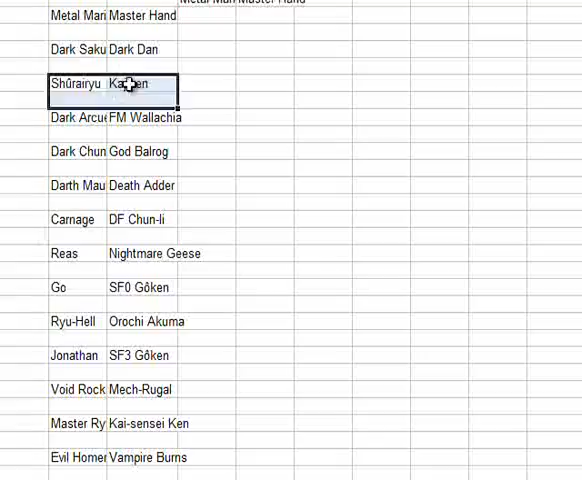 Metal Mari Master Hand
Dark Saku Dark Dan
Shûrairyu
Dark Arcue FM Wallachia
Dark Chun God Balrog
Darth Mau Death Adder
Carnage DF Chun-li
Reas Nightmare Geese
Go SF0 Gôken
Ryu-Hell Orochi Akuma
Jonathan SF3 Gôken
Void Rock Mech-Rugal
Master Ry Kai-sensei Ken
Evil Homer Vampire Burns